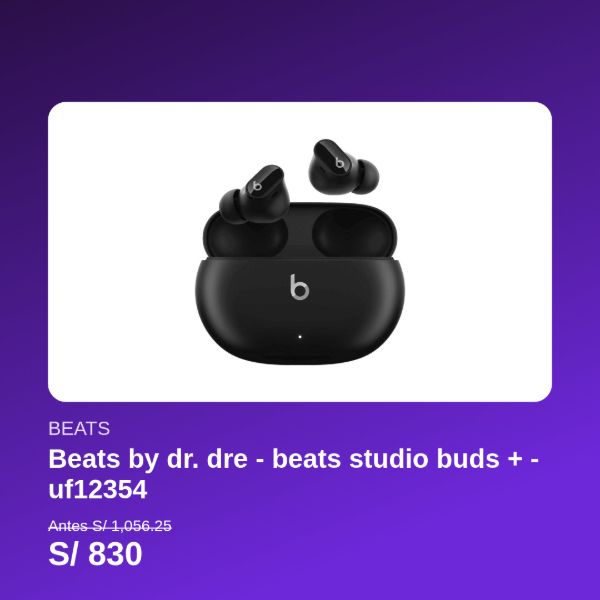 BEATS
Beats by dr. dre - beats studio buds + -
uf12354
Antes S/ 1,056.25
S/ 830